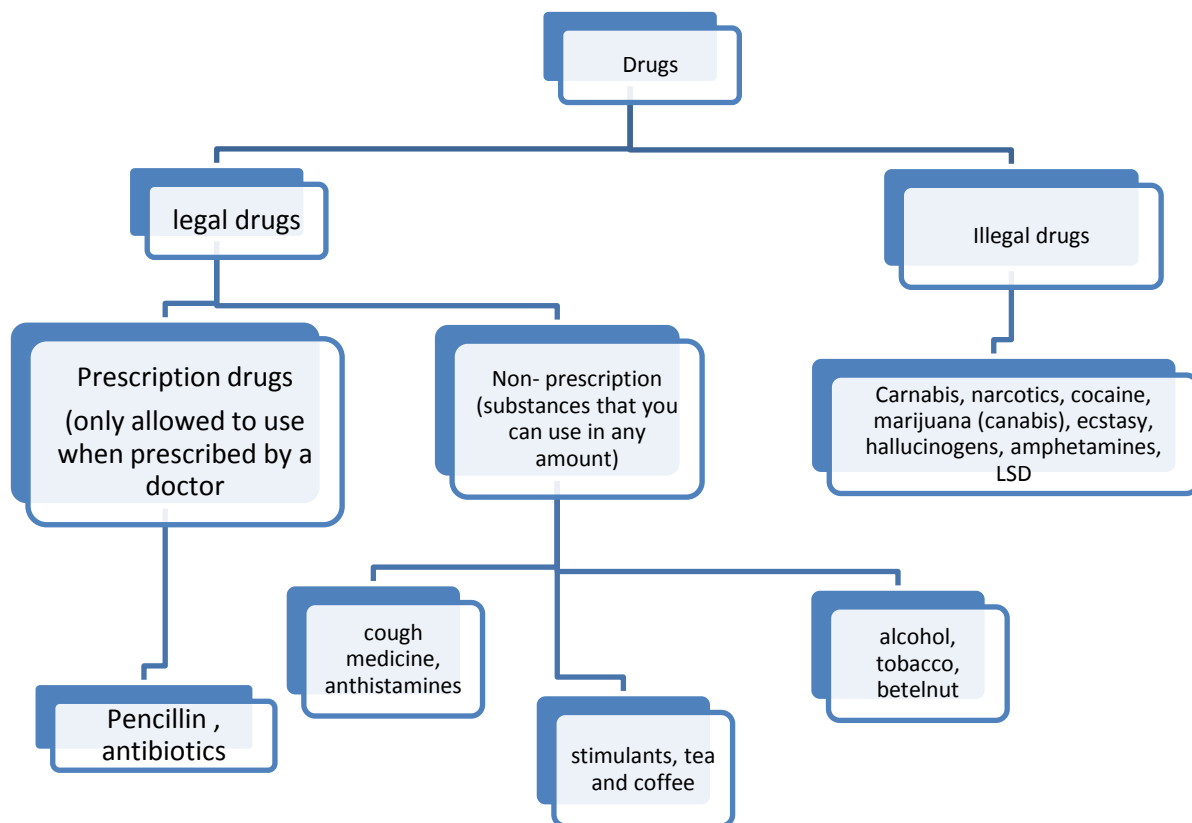 Drugs
legal drugs
Illegal drugs
Prescription drugs
(only allowed to use
when prescribed by a
doctor
Non- prescription
(substances that you
can use in any
amount)
Carnabis, narcotics, cocaine,
marijuana (canabis), ecstasy,
hallucinogens, amphetamines,
LSD
cough
medicine,
anthistamines
alcohol,
tobacco,
betelnut
Pencillin ,
antibiotics
stimulants, tea
and coffee